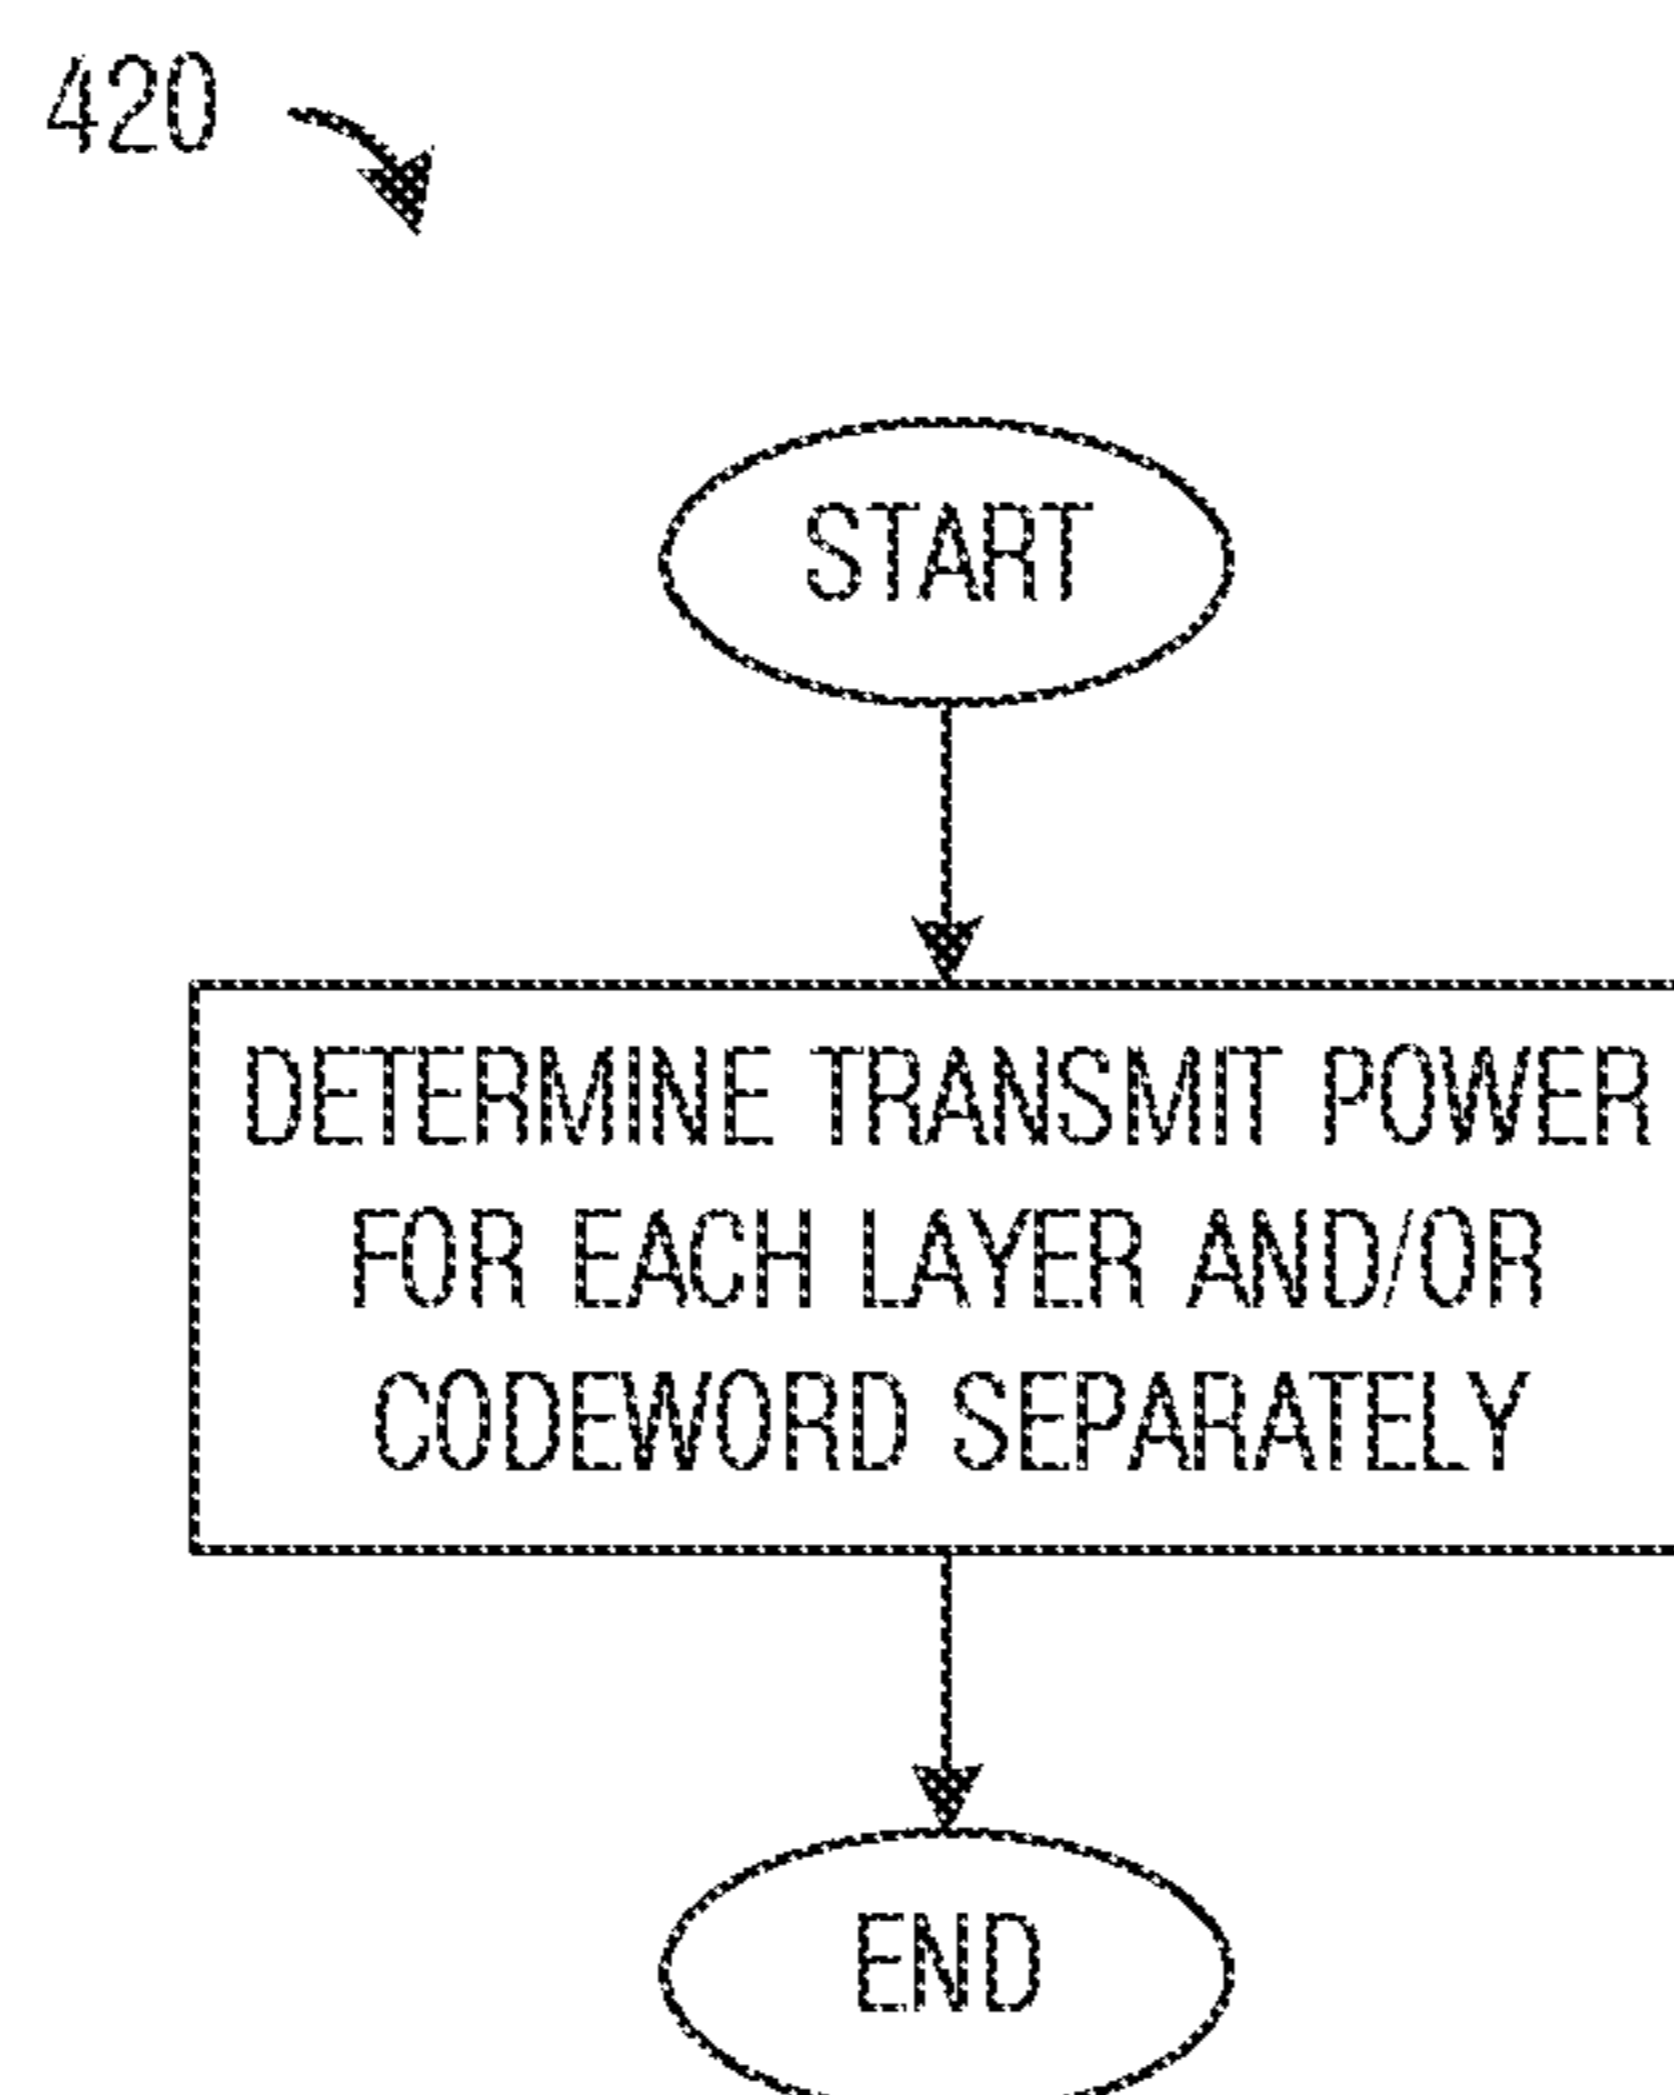 420
START
DETERMINE TRANSMIT POWER
FOR EACH LAYER AND/OR
CODEWORD SEPARATELY
END